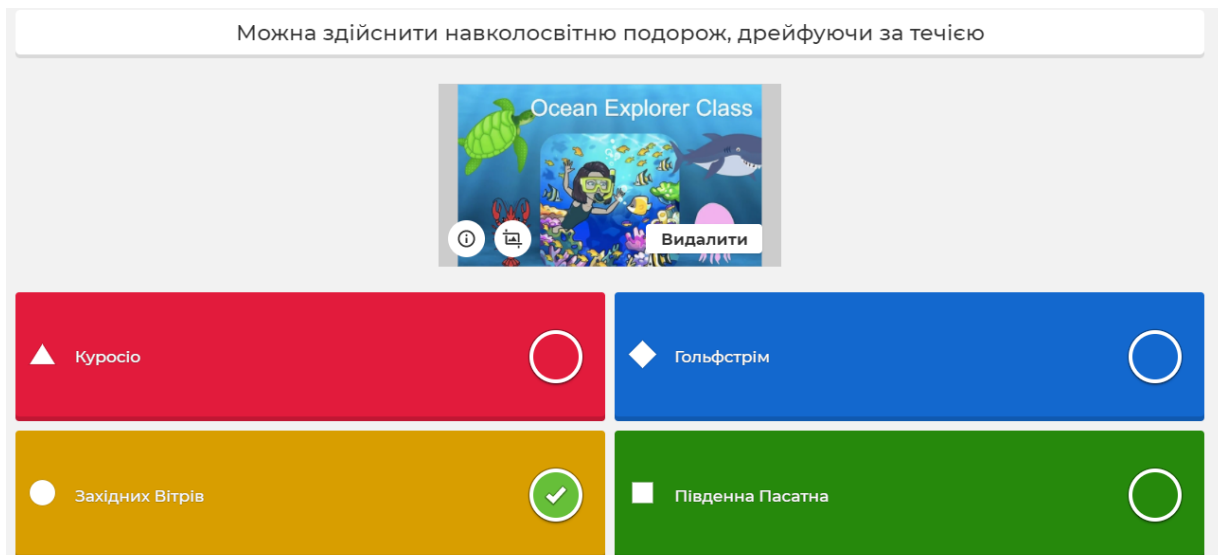 Можна здійснити навколосвітню подорож, дрейфуючи за течією
Ocean Explorer Class
Видалити
Куросіо
Гольфстрім
Західних Вітрів
Південна Пасатна